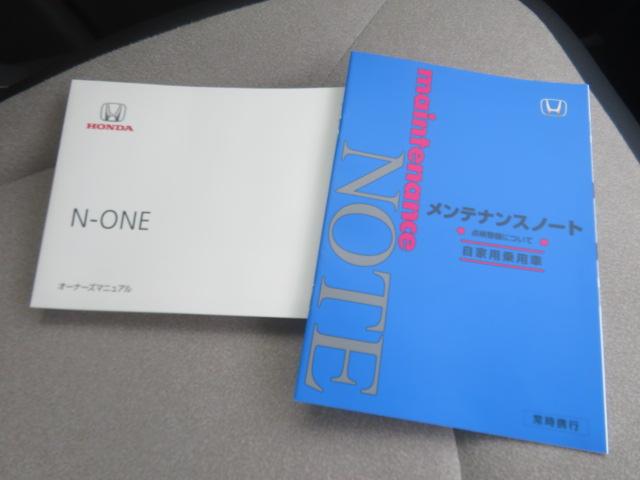 HONDA
N-ONE
オーナーズマニュアル
maintenance
NOTE
メンテナンスノート
点検整備について
自家用乗用車
常時携行